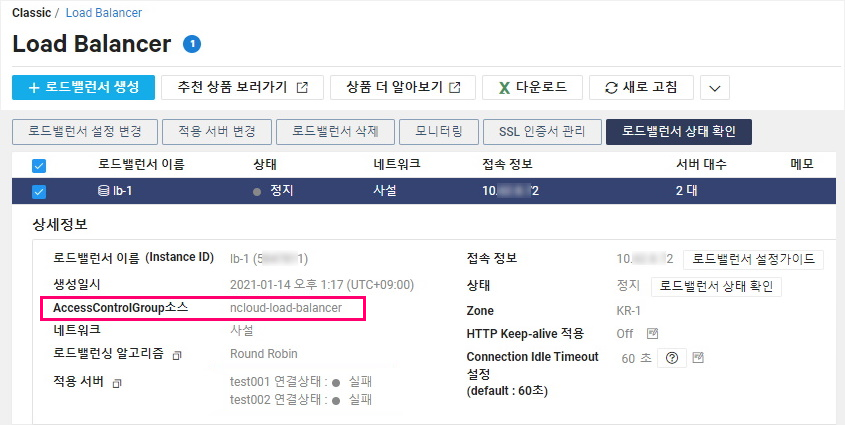 Classic / Load Balancer
Load Balancer 1
+ 로드밸런서 생성 추천 상품 보러가기 상품 더 알아보기 다운로드 새로 고침
로드밸런서 설정 변경 적용 서버 변경 로드밸런서 삭제 모니터링 SSL 인증서 관리 로드밸런서 상태 확인
로드밸런서 이름 상태 네트워크 접속 정보 서버 대수 메모
lb-1 정지 사설 10. 2 2 대
상세정보
로드밸런서 이름 (Instance ID) lb-1 (5 1) 접속 정보 10. 2 로드밸런서 설정가이드
생성일시 2021-01-14 오후 1:17 (UTC+09:00) 상태 정지 로드밸런서 상태 확인
AccessControlGroup소스 ncloud-load-balancer Zone KR-1
네트워크 사설 HTTP Keep-alive 적용 Off
로드밸런싱 알고리즘 Round Robin Connection Idle Timeout 설정 (default : 60초) 60 초 ?
적용 서버 test001 연결상태 : 실패
test002 연결상태 : 실패